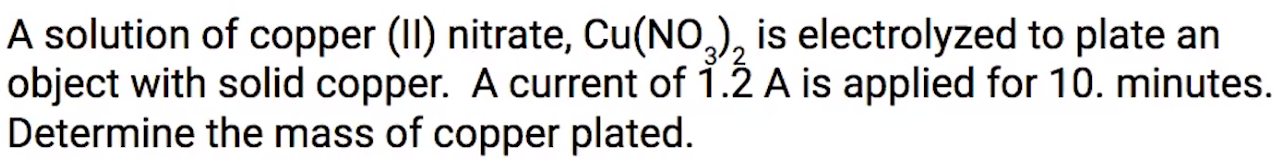 A solution of copper (II) nitrate, Cu(NO₃)₂ is electrolyzed to plate an
object with solid copper.  A current of 1.2 A is applied for 10. minutes.
Determine the mass of copper plated.